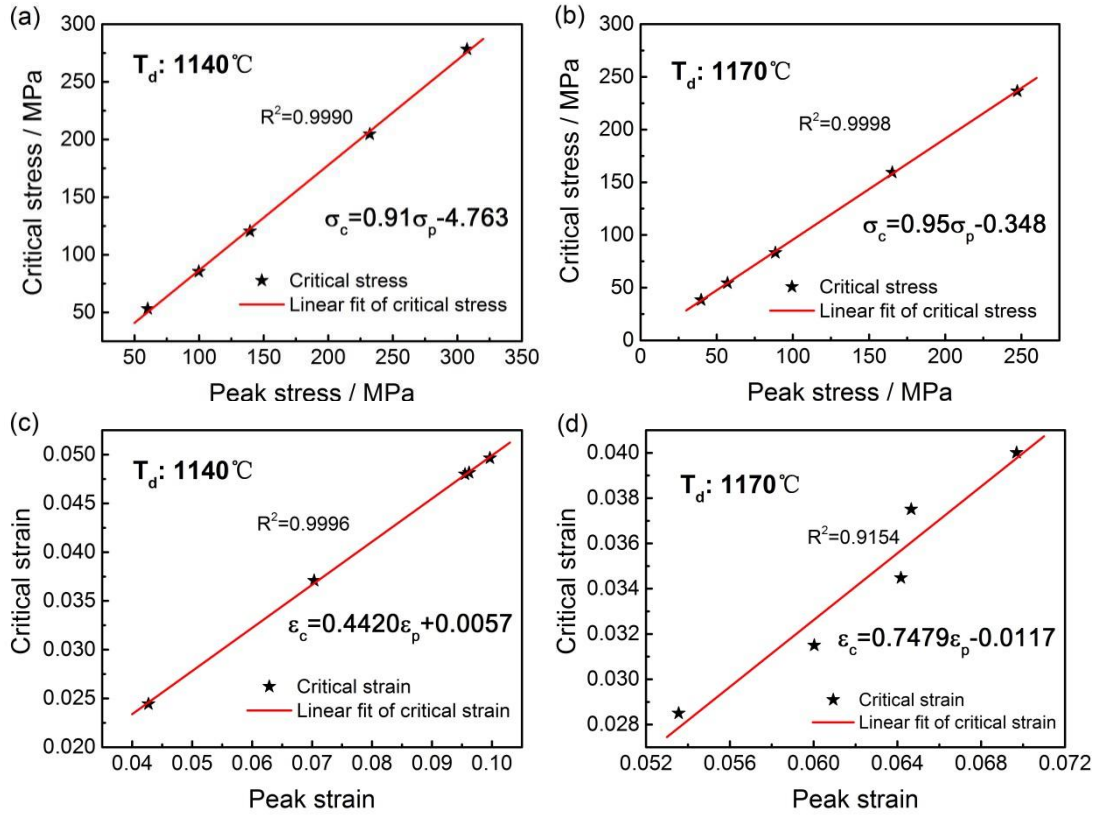 (a)
300
250
200
150
100
50
Critical stress / MPa
T_d: 1140℃
R²=0.9990
σ_c=0.91σ_p-4.763
Critical stress
Linear fit of critical stress
50 100 150 200 250 300 350
Peak stress / MPa
(b)
300
250
200
150
100
50
0
Critical stress / MPa
T_d: 1170℃
R²=0.9998
σ_c=0.95σ_p-0.348
Critical stress
Linear fit of critical stress
0 50 100 150 200 250
Peak stress / MPa
(c)
0.050
0.045
0.040
0.035
0.030
0.025
0.020
Critical strain
T_d: 1140℃
R²=0.9996
ε_c=0.4420ε_p+0.0057
Critical strain
Linear fit of critical strain
0.04 0.05 0.06 0.07 0.08 0.09 0.10
Peak strain
(d)
0.040
0.038
0.036
0.034
0.032
0.030
0.028
Critical strain
T_d: 1170℃
R²=0.9154
ε_c=0.7479ε_p-0.0117
Critical strain
Linear fit of critical strain
0.052 0.056 0.060 0.064 0.068 0.072
Peak strain